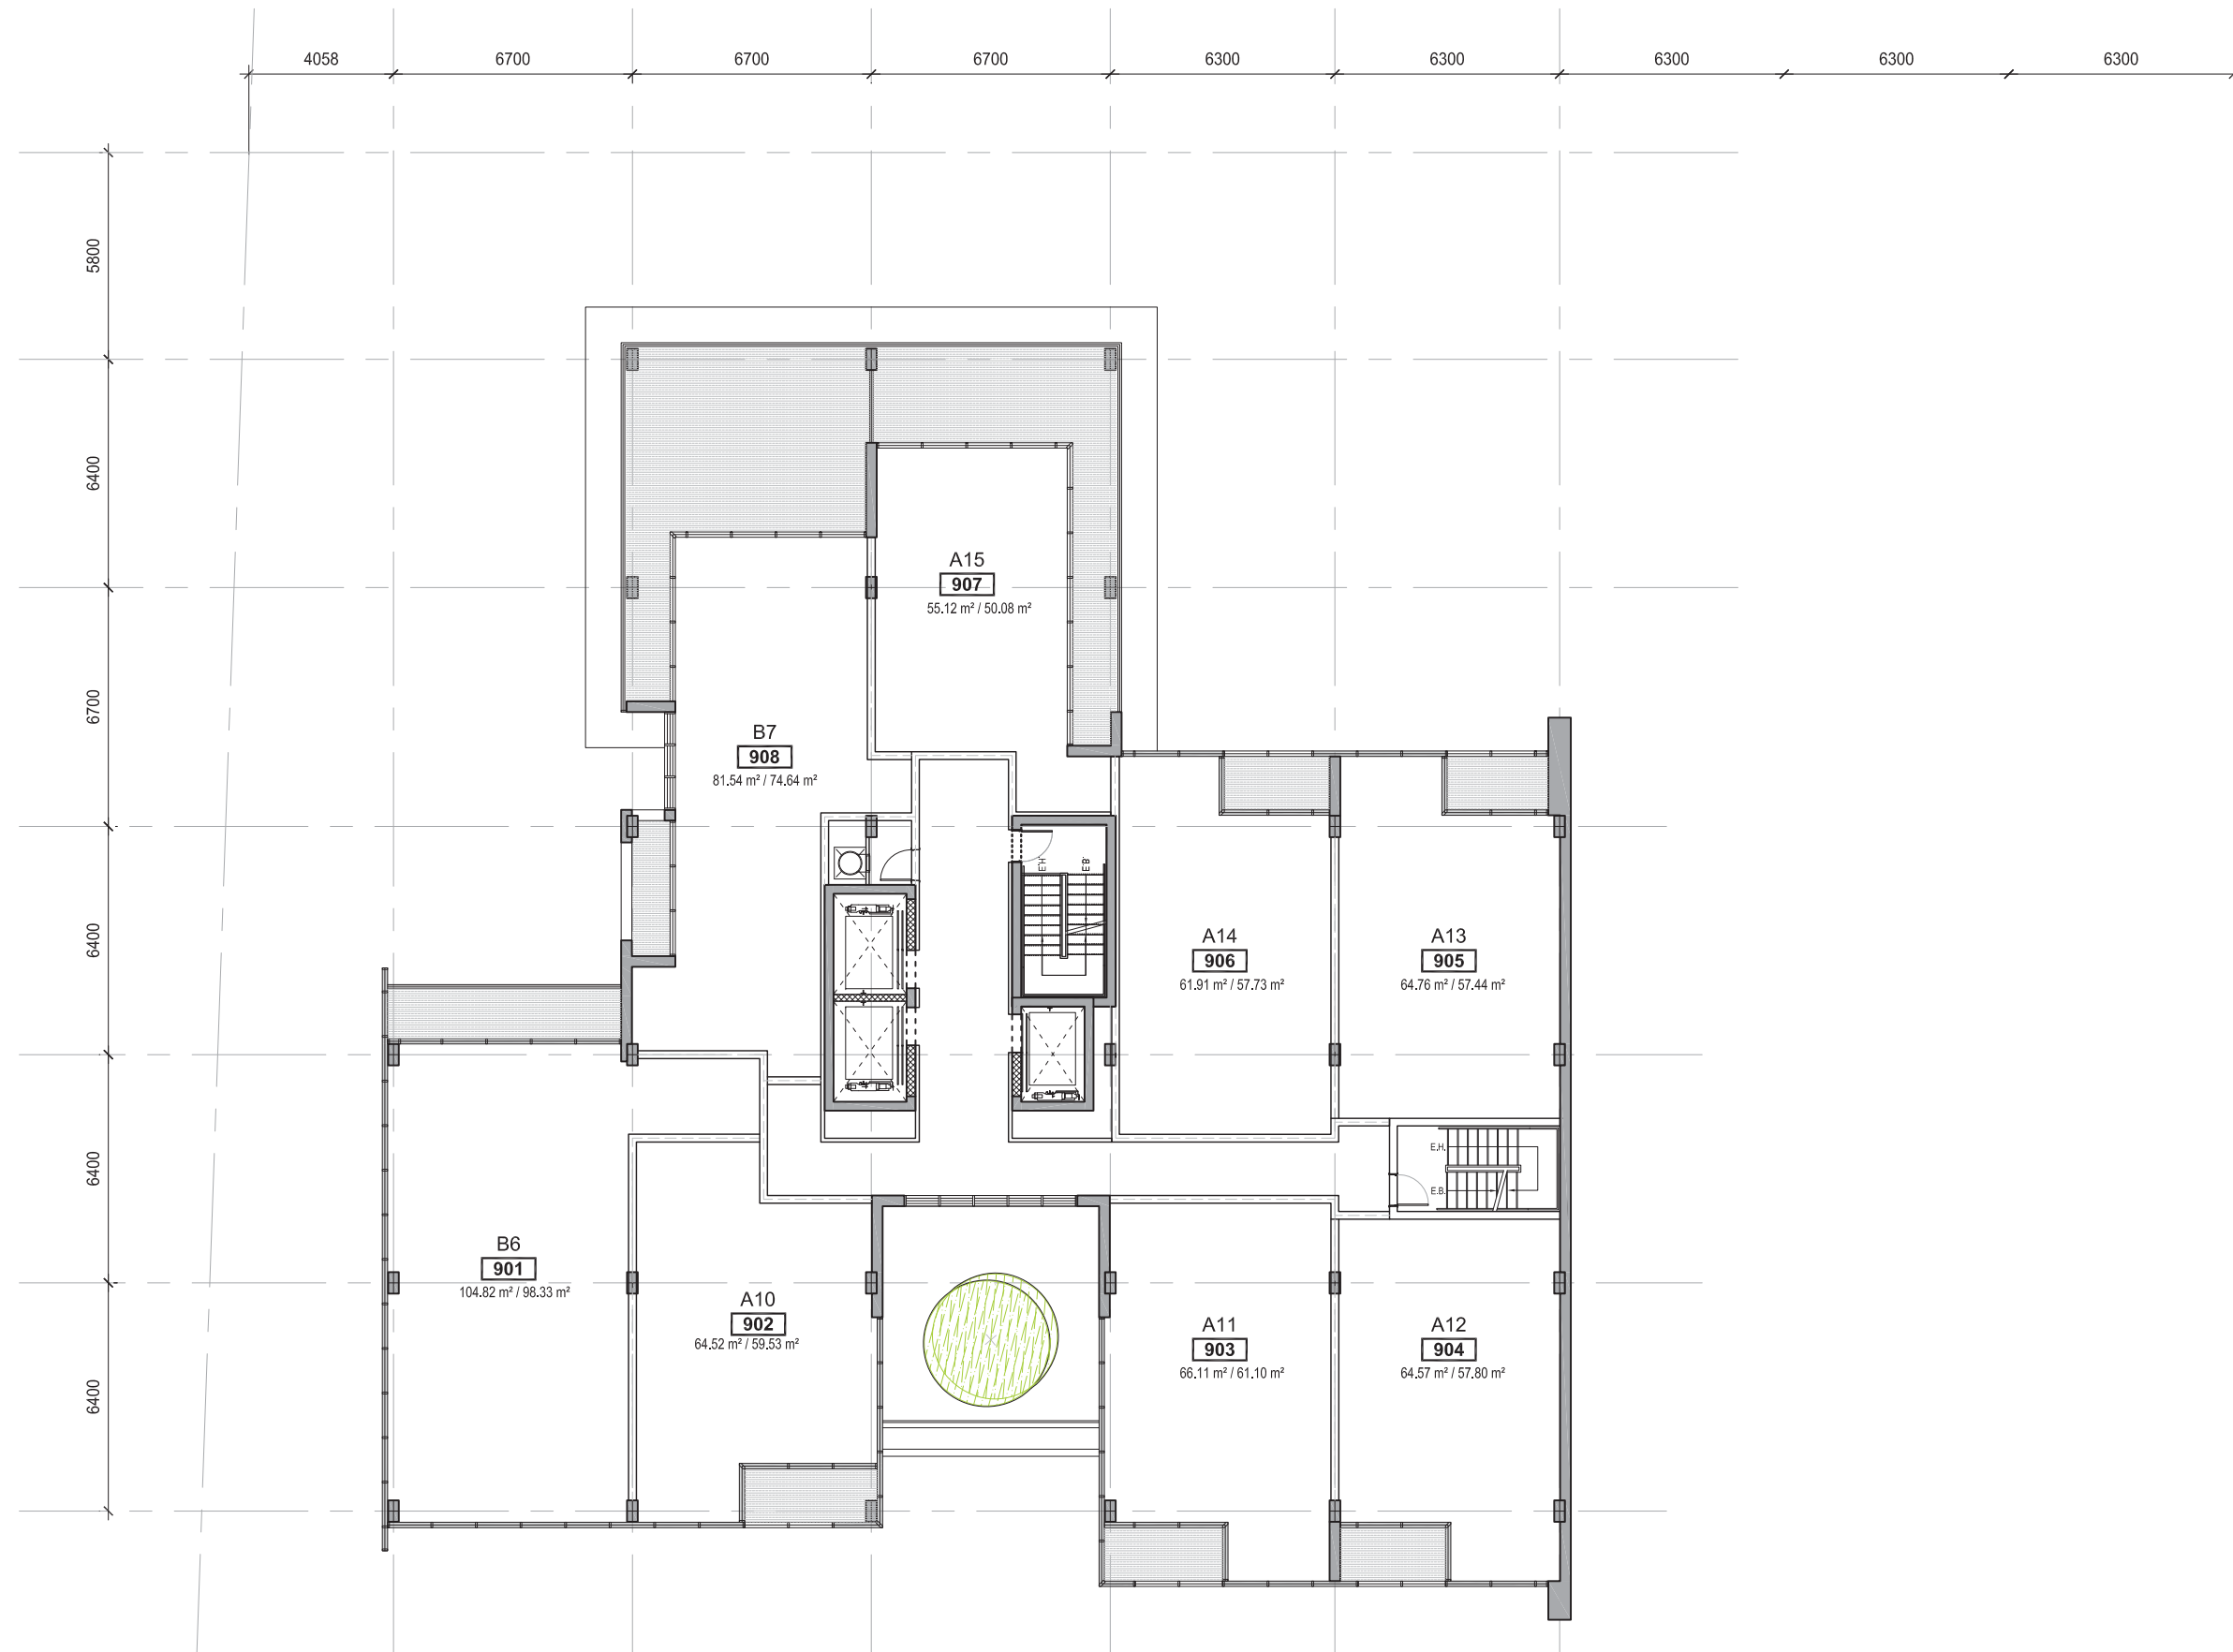 4058 6700 6700 6700 6300 6300 6300 6300 6300
5800
6400
6700
6400
6400
6400
A15
907
55.12 m² / 50.08 m²
B7
908
81.54 m² / 74.64 m²
E.H.
E.B.
A14
906
61.91 m² / 57.73 m²
A13
905
64.76 m² / 57.44 m²
E.H.
E.B.
B6
901
104.82 m² / 98.33 m²
A10
902
64.52 m² / 59.53 m²
A11
903
66.11 m² / 61.10 m²
A12
904
64.57 m² / 57.80 m²